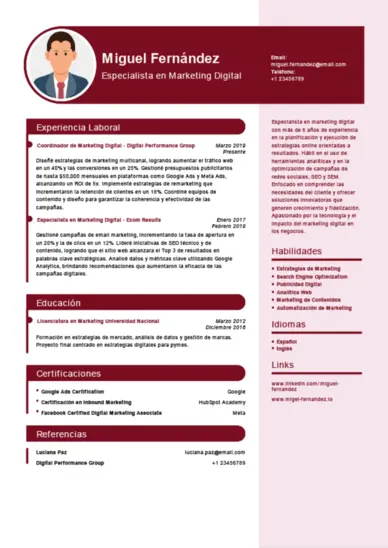 Miguel Fernández
Especialista en Marketing Digital
Email:
miguel.fernandez@email.com
Teléfono:
+1 23456789
Experiencia Laboral
Coordinador de Marketing Digital - Digital Performance Group
Marzo 2019
Presente
Diseñé estrategias de marketing multicanal, logrando aumentar el tráfico web
en un 40% y las conversiones en un 25%. Gestioné presupuestos publicitarios
de hasta $50,000 mensuales en plataformas como Google Ads y Meta Ads,
alcanzando un ROI de 5x. Implementé estrategias de remarketing que
incrementaron la retención de clientes en un 15%. Coordiné equipos de
contenido y diseño para garantizar la coherencia y efectividad de las
campañas.
Especialista en Marketing Digital - Ecom Results
Enero 2017
Febrero 2019
Gestioné campañas de email marketing, incrementando la tasa de apertura en
un 20% y la de clics en un 12%. Lideré iniciativas de SEO técnico y de
contenido, logrando que el sitio web alcanzara el Top 3 de resultados en
palabras clave estratégicas. Analicé datos y métricas clave utilizando Google
Analytics, brindando recomendaciones que aumentaron la eficacia de las
campañas digitales.
Educación
Licenciatura en Marketing Universidad Nacional
Marzo 2012
Diciembre 2016
Formación en estrategias de mercado, análisis de datos y gestión de marcas.
Proyecto final centrado en estrategias digitales para pymes.
Certificaciones
Google Ads Certification
Google
Certificación en Inbound Marketing
HubSpot Academy
Facebook Certified Digital Marketing Associate
Meta
Referencias
Luciana Paz
luciana.paz@email.com
Digital Performance Group
+1 23456789
Especialista en marketing digital
con más de 6 años de experiencia
en la planificación y ejecución de
estrategias online orientadas a
resultados. Hábil en el uso de
herramientas analíticas y en la
optimización de campañas de
redes sociales, SEO y SEM.
Enfocado en comprender las
necesidades del cliente y ofrecer
soluciones innovadoras que
generen crecimiento y fidelización.
Apasionado por la tecnología y el
impacto del marketing digital en
los negocios.
Habilidades
Estrategias de Marketing
Search Engine Optimization
Publicidad Digital
Analítica Web
Marketing de Contenidos
Automatización de Marketing
Idiomas
Español
Inglés
Links
www.linkedin.com/miguel-
fernandez
www.migel-fernandez.io